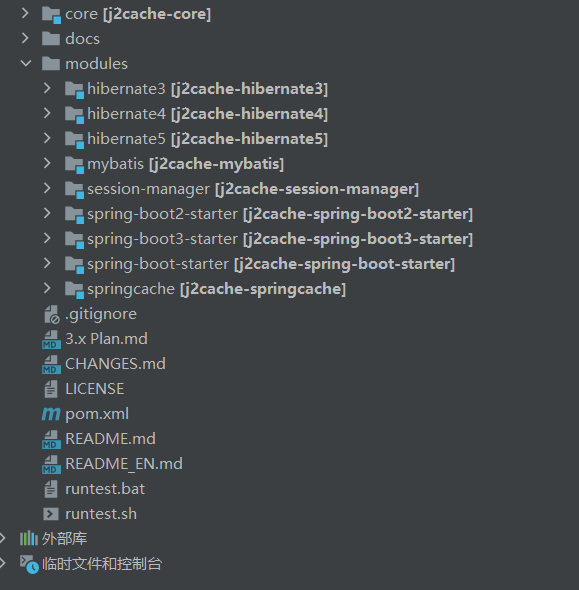 core [j2cache-core]
docs
modules
hibernate3 [j2cache-hibernate3]
hibernate4 [j2cache-hibernate4]
hibernate5 [j2cache-hibernate5]
mybatis [j2cache-mybatis]
session-manager [j2cache-session-manager]
spring-boot2-starter [j2cache-spring-boot2-starter]
spring-boot3-starter [j2cache-spring-boot3-starter]
spring-boot-starter [j2cache-spring-boot-starter]
springcache [j2cache-springcache]
.gitignore
MD 3.x Plan.md
MD CHANGES.md
LICENSE
m pom.xml
MD README.md
MD README_EN.md
runtest.bat
runtest.sh
外部库
临时文件和控制台